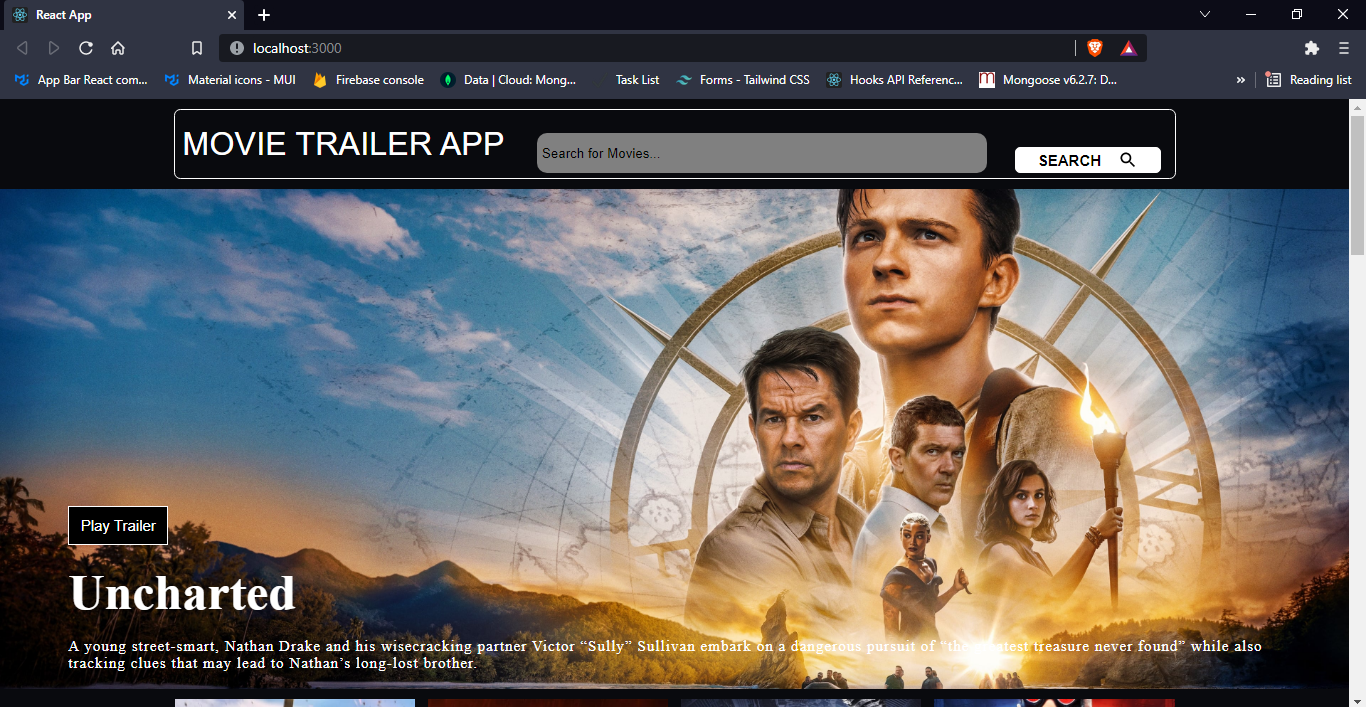 React App
localhost:3000
App Bar React com... Material icons - MUI Firebase console Data | Cloud: Mong... Task List Forms - Tailwind CSS Hooks API Referenc... Mongoose v6.2.7: D... » Reading list
MOVIE TRAILER APP
Search for Movies...
SEARCH
Play Trailer
Uncharted
A young street-smart, Nathan Drake and his wisecracking partner Victor “Sully” Sullivan embark on a dangerous pursuit of “the greatest treasure never found” while also
tracking clues that may lead to Nathan’s long-lost brother.